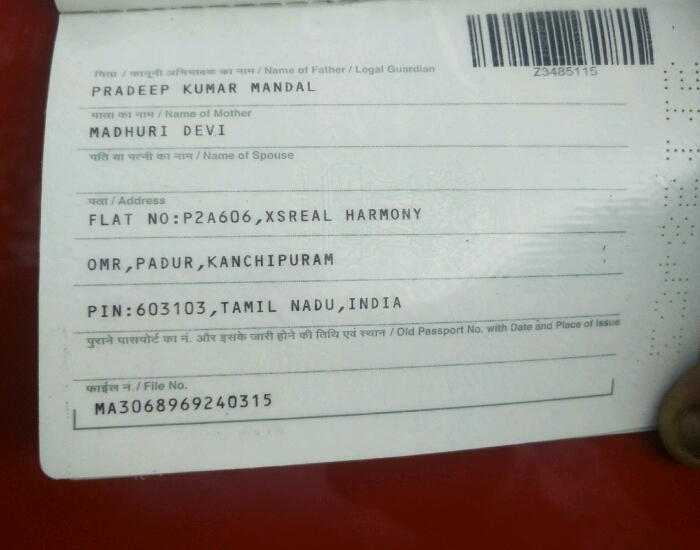 Z3485115
पिता / कानूनी अभिभावक का नाम / Name of Father / Legal Guardian
PRADEEP KUMAR MANDAL
माता का नाम / Name of Mother
MADHURI DEVI
पति या पत्नी का नाम / Name of Spouse
पता / Address
FLAT NO:P2A606,XSREAL HARMONY
OMR,PADUR,KANCHIPURAM
PIN:603103,TAMIL NADU,INDIA
पुराने पासपोर्ट का नं. और इसके जारी होने की तिथि एवं स्थान / Old Passport No. with Date and Place of Issue
फाईल नं. / File No.
MA3068969240315